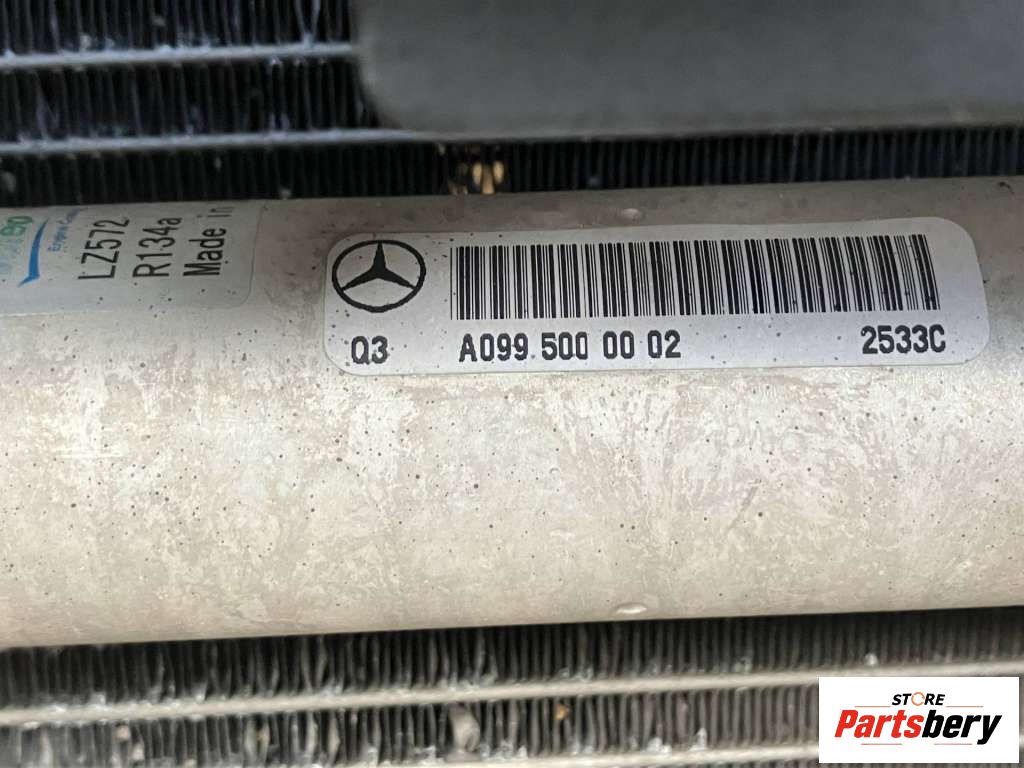 LZ572
R134a
Made in
Q3 A099 500 00 02 2533C
STORE
Partsbery